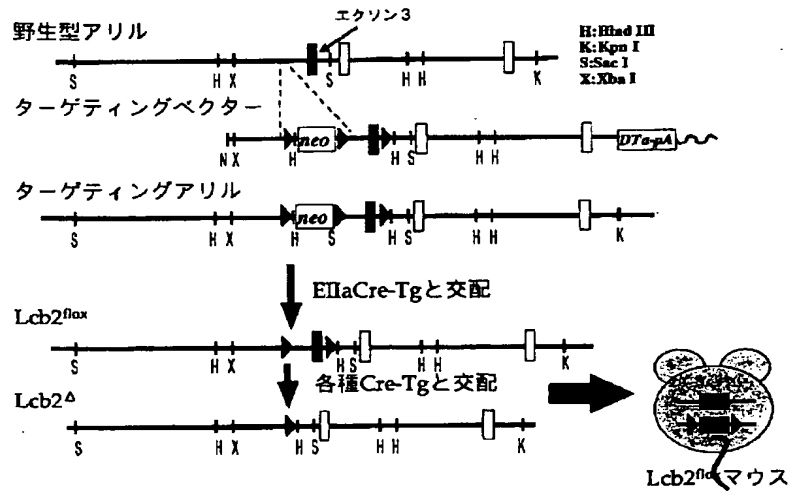 エクソン3
野生型アリル
H:Hind III
K:Kpn I
S:Sac I
X:Xba I
S H X S H H K
ターゲティングベクター
neo DTα-pA
N X H H S H H
ターゲティングアリル
neo
S H X H S H S H H K
EIIaCre-Tgと交配
Lcb2flox
S H X H S H H K
各種Cre-Tgと交配
Lcb2Δ
S H X H S H H K
Lcb2floxマウス